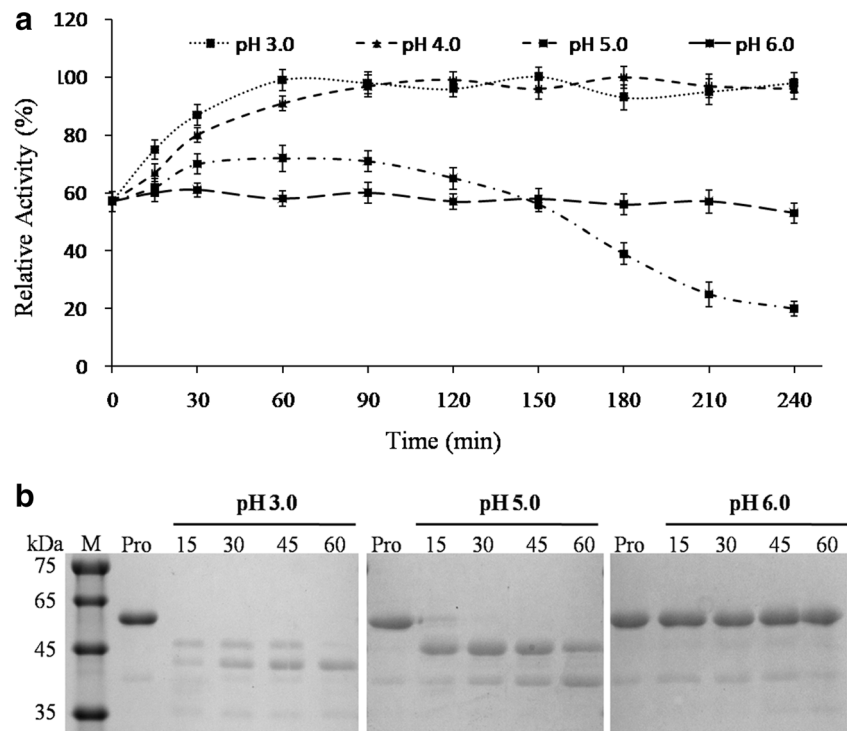 a
120
pH 3.0 pH 4.0 pH 5.0 pH 6.0
100
80
60
40
20
0
Relative Activity (%)
0 30 60 90 120 150 180 210 240
Time (min)
b
pH 3.0 pH 5.0 pH 6.0
kDa M Pro 15 30 45 60 Pro 15 30 45 60 Pro 15 30 45 60
75
65
45
35